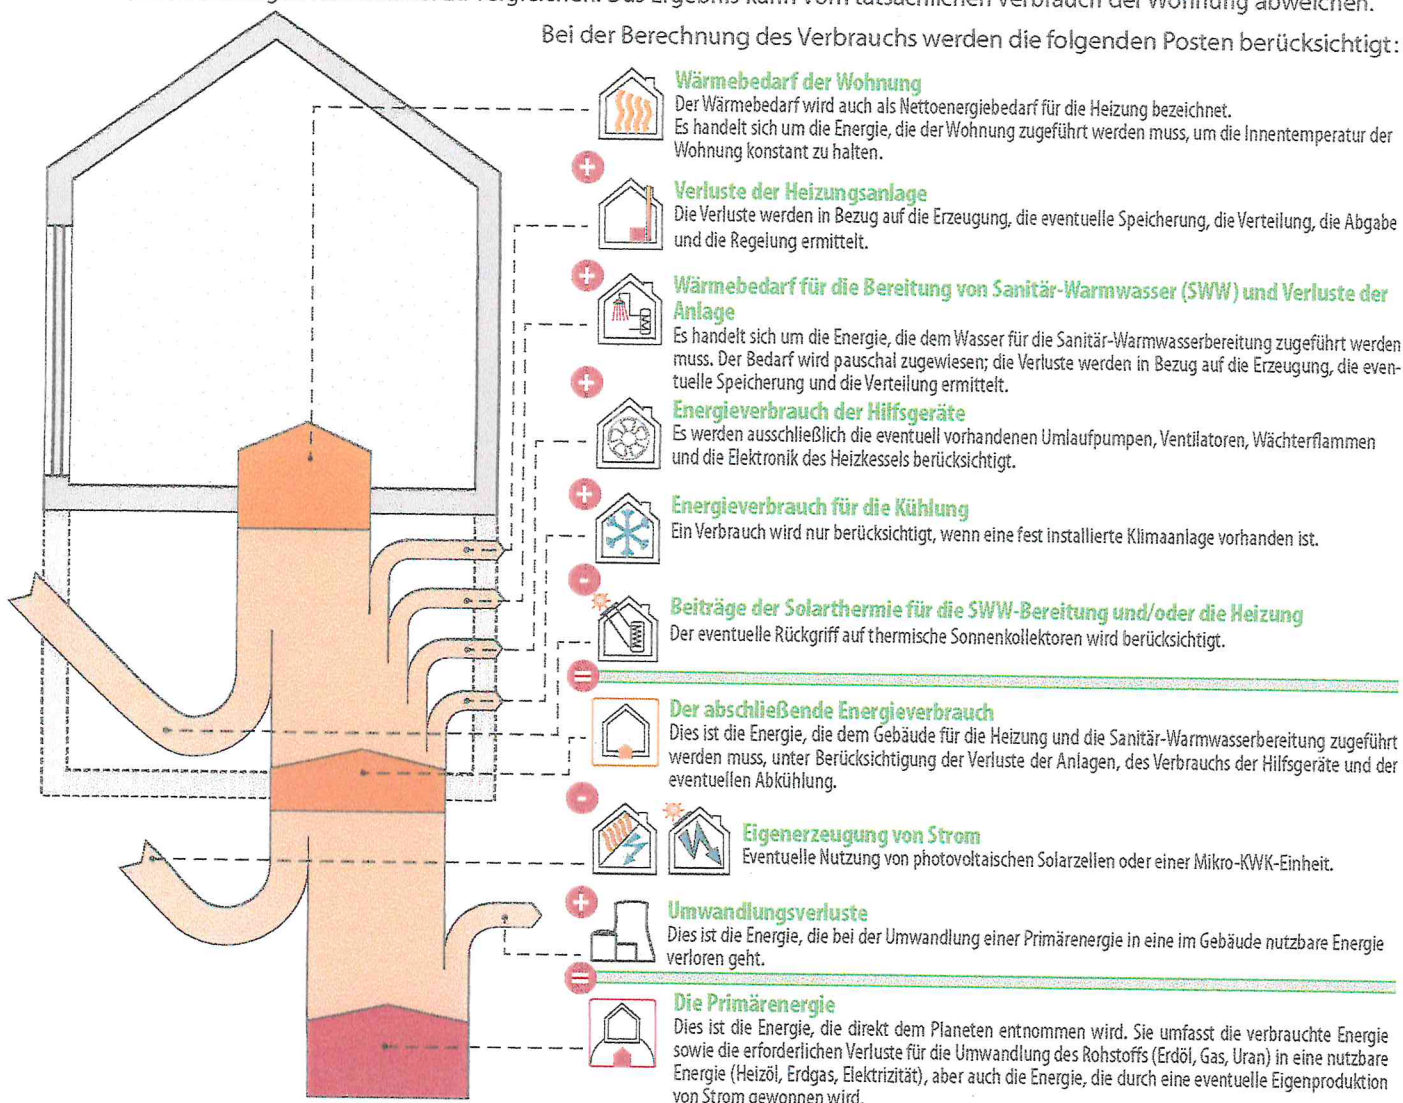 Das Ergebnis kann vom tatsächlichen Verbrauch der Wohnung abweichen.
Bei der Berechnung des Verbrauchs werden die folgenden Posten berücksichtigt:
Wärmebedarf der Wohnung
Der Wärmebedarf wird auch als Nettoenergiebedarf für die Heizung bezeichnet.
Es handelt sich um die Energie, die der Wohnung zugeführt werden muss, um die Innentemperatur der
Wohnung konstant zu halten.
+
Verluste der Heizungsanlage
Die Verluste werden in Bezug auf die Erzeugung, die eventuelle Speicherung, die Verteilung, die Abgabe
und die Regelung ermittelt.
+
Wärmebedarf für die Bereitung von Sanitär-Warmwasser (SWW) und Verluste der
Anlage
Es handelt sich um die Energie, die dem Wasser für die Sanitär-Warmwasserbereitung zugeführt werden
muss. Der Bedarf wird pauschal zugewiesen; die Verluste werden in Bezug auf die Erzeugung, die even-
tuelle Speicherung und die Verteilung ermittelt.
+
Energieverbrauch der Hilfsgeräte
Es werden ausschließlich die eventuell vorhandenen Umlaufpumpen, Ventilatoren, Wächterflammen
und die Elektronik des Heizkessels berücksichtigt.
+
Energieverbrauch für die Kühlung
Ein Verbrauch wird nur berücksichtigt, wenn eine fest installierte Klimaanlage vorhanden ist.
-
Beiträge der Solarthermie für die SWW-Bereitung und/oder die Heizung
Der eventuelle Rückgriff auf thermische Sonnenkollektoren wird berücksichtigt.
=
Der abschließende Energieverbrauch
Dies ist die Energie, die dem Gebäude für die Heizung und die Sanitär-Warmwasserbereitung zugeführt
werden muss, unter Berücksichtigung der Verluste der Anlagen, des Verbrauchs der Hilfsgeräte und der
eventuellen Abkühlung.
-
Eigenerzeugung von Strom
Eventuelle Nutzung von photovoltaischen Solarzellen oder einer Mikro-KWK-Einheit.
+
Umwandlungsverluste
Dies ist die Energie, die bei der Umwandlung einer Primärenergie in eine im Gebäude nutzbare Energie
verloren geht.
=
Die Primärenergie
Dies ist die Energie, die direkt dem Planeten entnommen wird. Sie umfasst die verbrauchte Energie
sowie die erforderlichen Verluste für die Umwandlung des Rohstoffs (Erdöl, Gas, Uran) in eine nutzbare
Energie (Heizöl, Erdgas, Elektrizität), aber auch die Energie, die durch eine eventuelle Eigenproduktion
von Strom gewonnen wird.